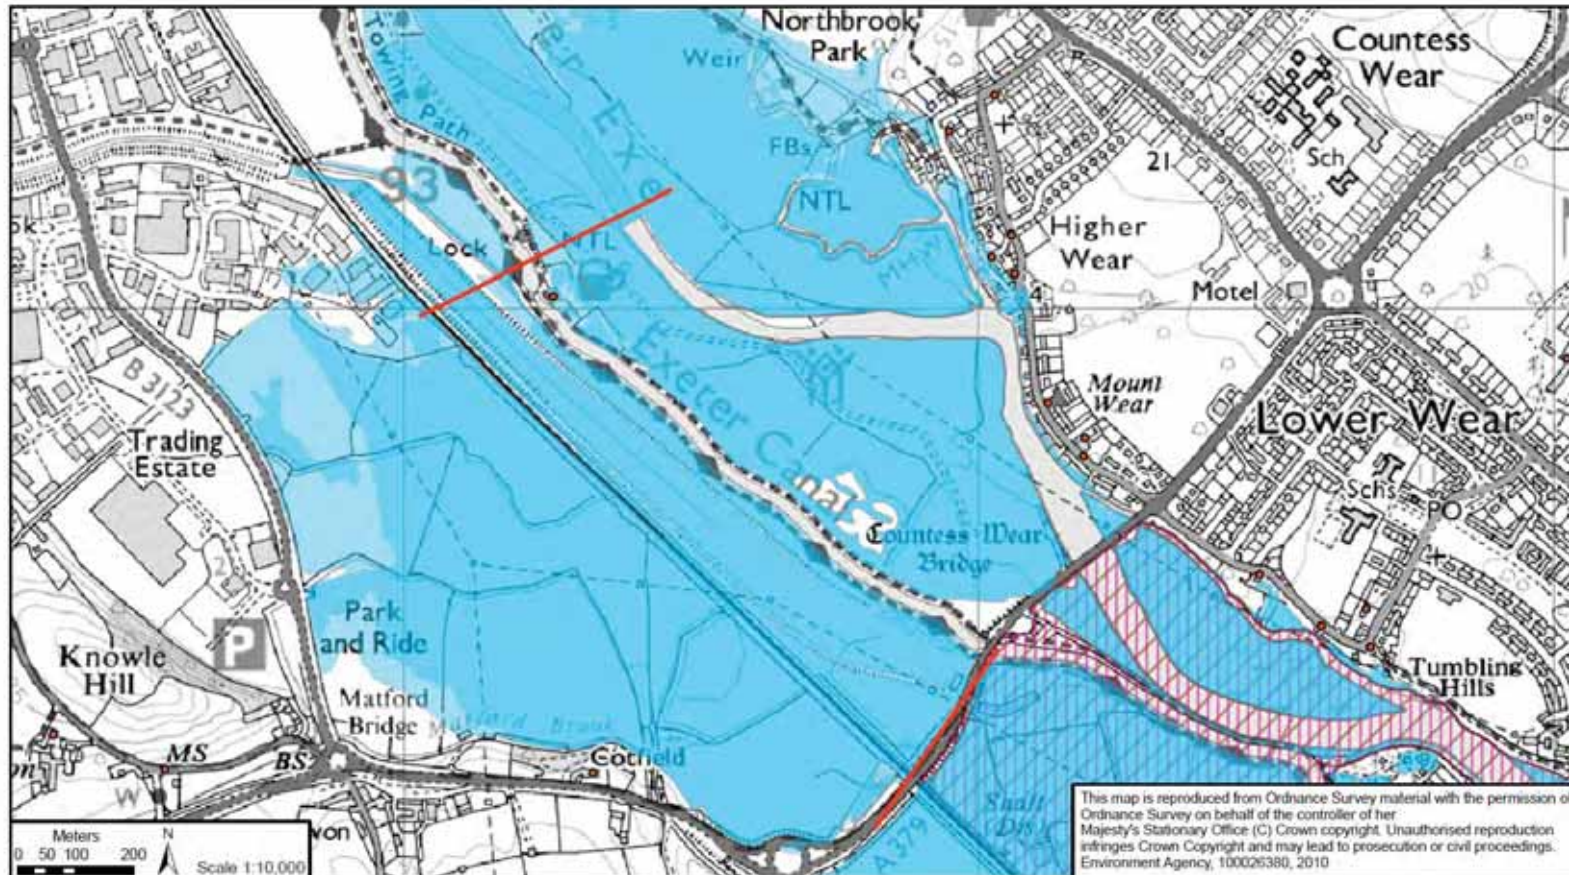 Northbrook
Park
Countess
Wear
Towing Path
Weir
FBs
Sch
21
93
NTL
Lock
NTL
Higher
Wear
Motel
20
4
B 3123
Mount
Wear
Lower Wear
Trading
Estate
Exeter Canal
Schs
PO
Countess Wear
Bridge
2
Park
and Ride
P
Knowle
Hill
Tumbling
Hills
Matford
Bridge
Matford Brook
MS
BS
Cotfield
W
A 379
Meters
0 50 100 200
N
Scale 1:10,000
This map is reproduced from Ordnance Survey material with the permission of
Ordnance Survey on behalf of the controller of her
Majesty's Stationary Office (C) Crown copyright. Unauthorised reproduction
infringes Crown Copyright and may lead to prosecution or civil proceedings.
Environment Agency, 100026380, 2010